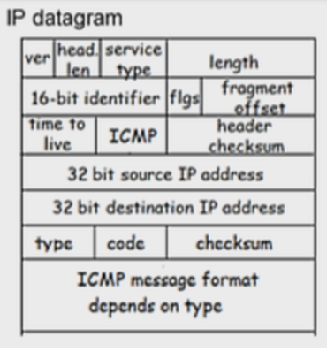 IP datagram
ver head. len service type length
16-bit identifier flgs fragment offset
time to live ICMP header checksum
32 bit source IP address
32 bit destination IP address
type code checksum
ICMP message format
depends on type